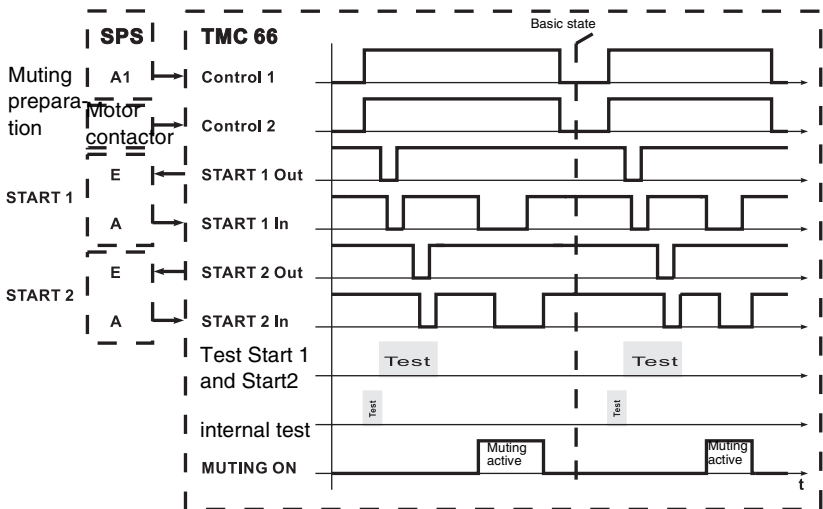 Basic state
SPS TMC 66
Muting
prepara-
tion
A1 Control 1
Motor
contactor Control 2
START 1
E START 1 Out
A START 1 In
START 2
E START 2 Out
A START 2 In
Test Start 1
and Start2
Test Test
internal test
Test Test
MUTING ON
Muting
active
Muting
active
t